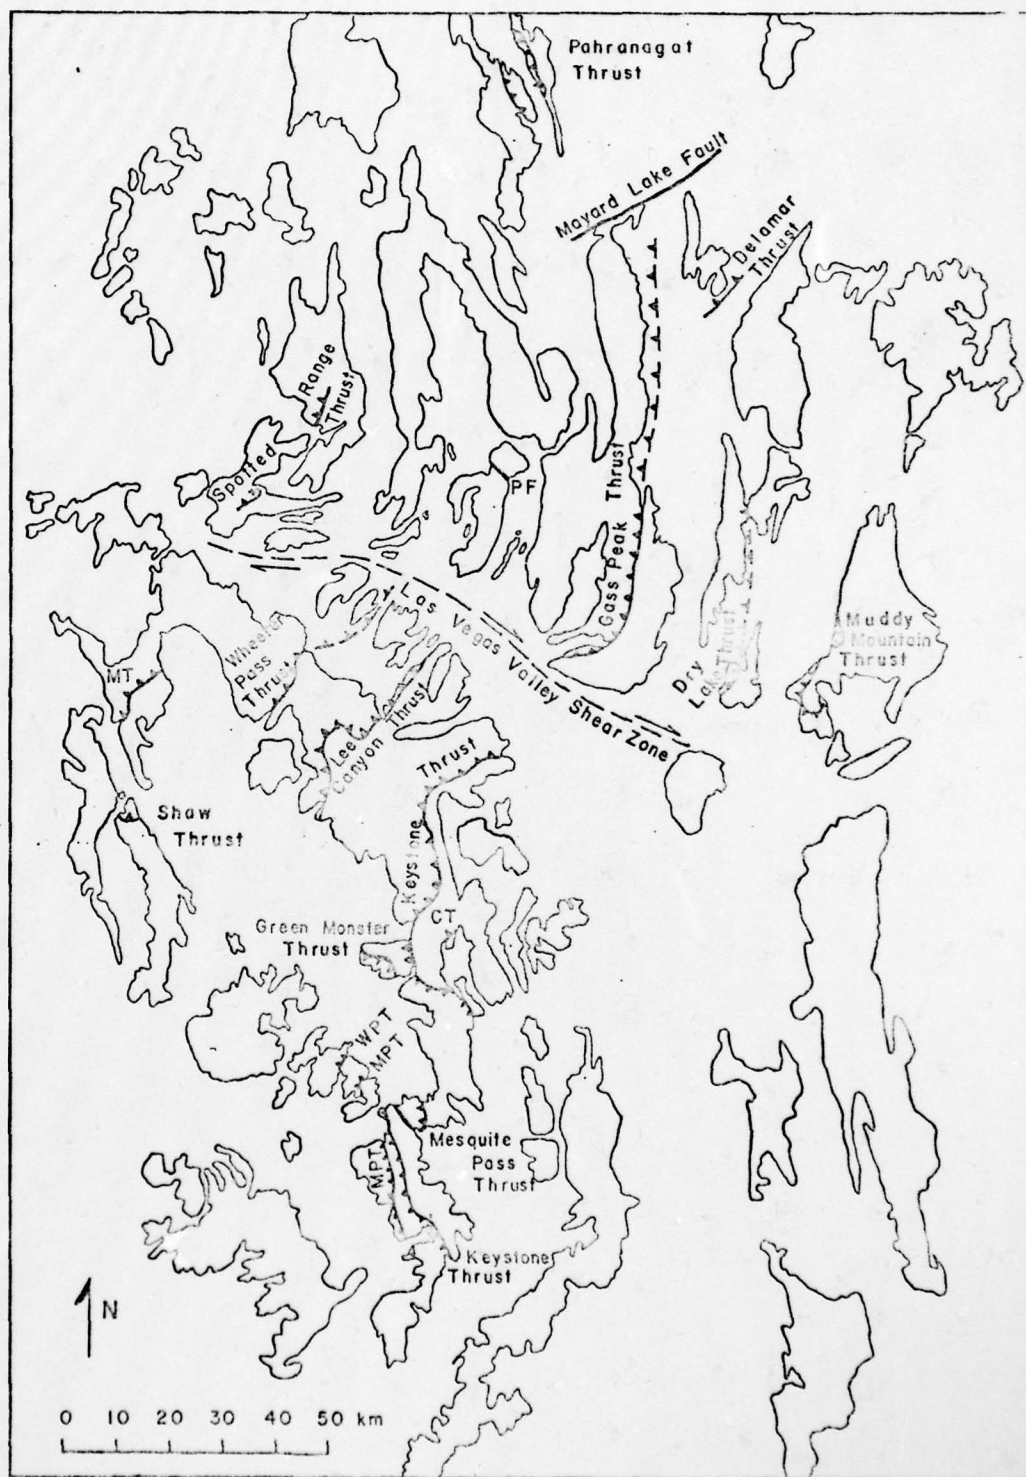 Pahranagat
Thrust
Mayard Lake Fault
Delamar
Thrust
Range
Thrust
Spotted
PF
Gass Peak Thrust
Las Vegas Valley Shear Zone
Wheeler
Pass
Thrust
MT
Muddy
Mountain
Thrust
Dry
Lake Thrust
Lee
Canyon Thrust
Keystone Thrust
Shaw
Thrust
CT
Green Monster
Thrust
WPT
MPT
Mesquite
Pass
Thrust
MPT
Keystone
Thrust
N
0 10 20 30 40 50 km